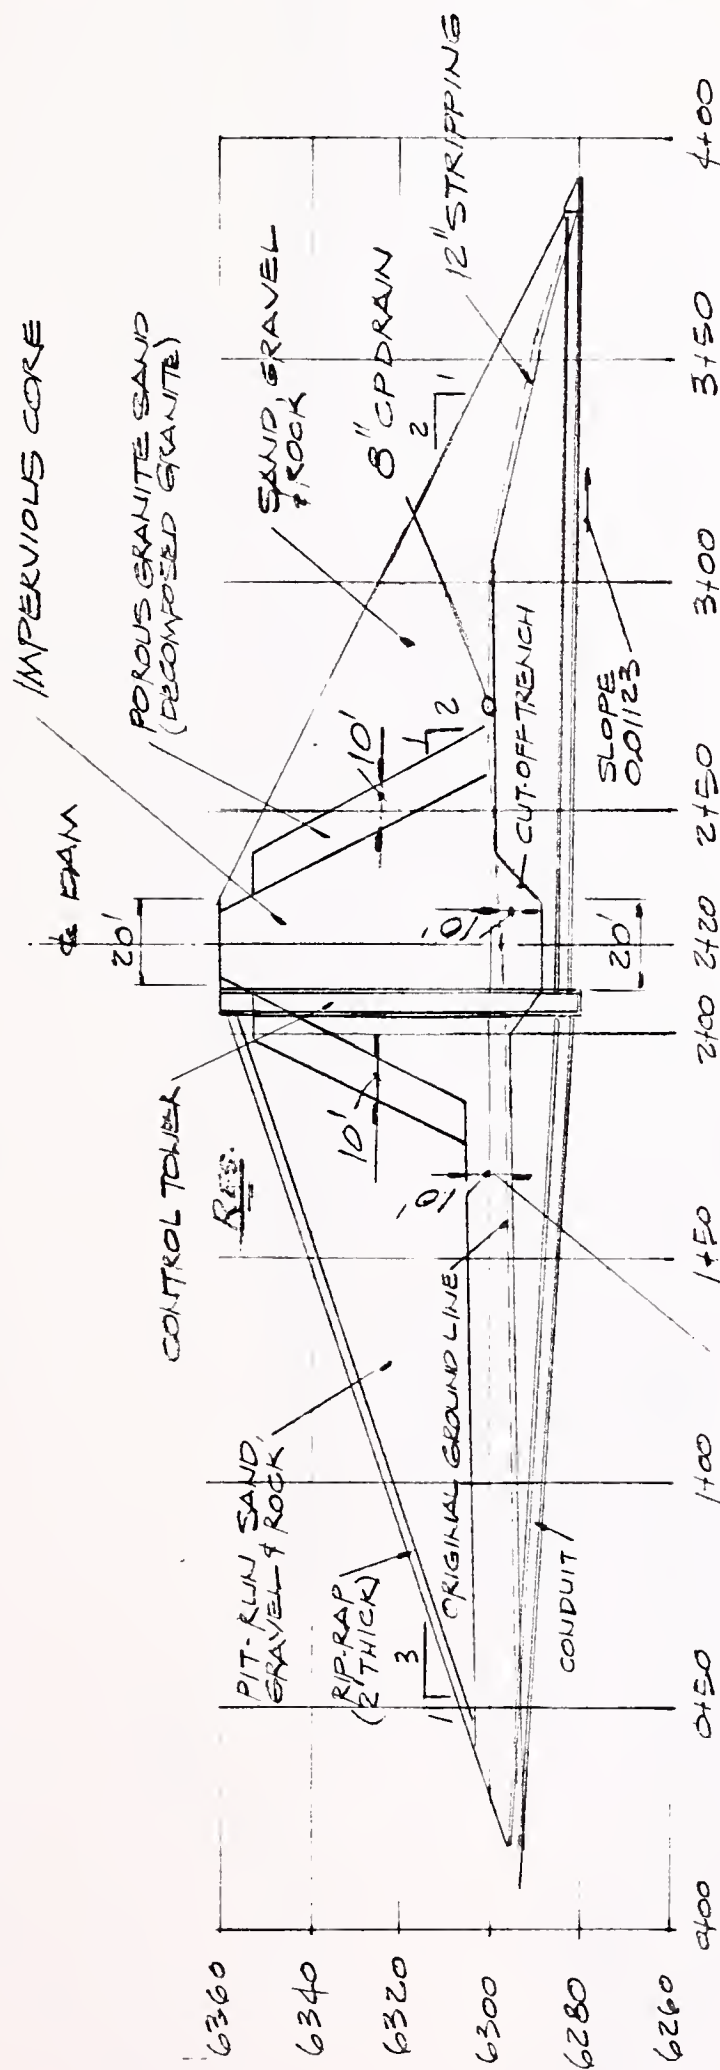 IMPERVIOUS CORE
POROUS GRANITE SAND
(DECOMPOSED GRANITE)
℄ DAM
20'
SAND, GRAVEL
& ROCK
8" CP DRAIN
12" STRIPPING
2
1
10'
1
2
CONTROL TOWER
RES.
10'
10'
10'
CUT-OFF TRENCH
20'
SLOPE
0.01123
PIT-RUN SAND,
GRAVEL & ROCK
RIP-RAP
(2' THICK)
3
1
ORIGINAL GROUND LINE
CONDUIT
6360
6340
6320
6300
6280
6260
0+00
0+50
1+00
1+50
2+00
2+20
2+50
3+00
3+50
4+00